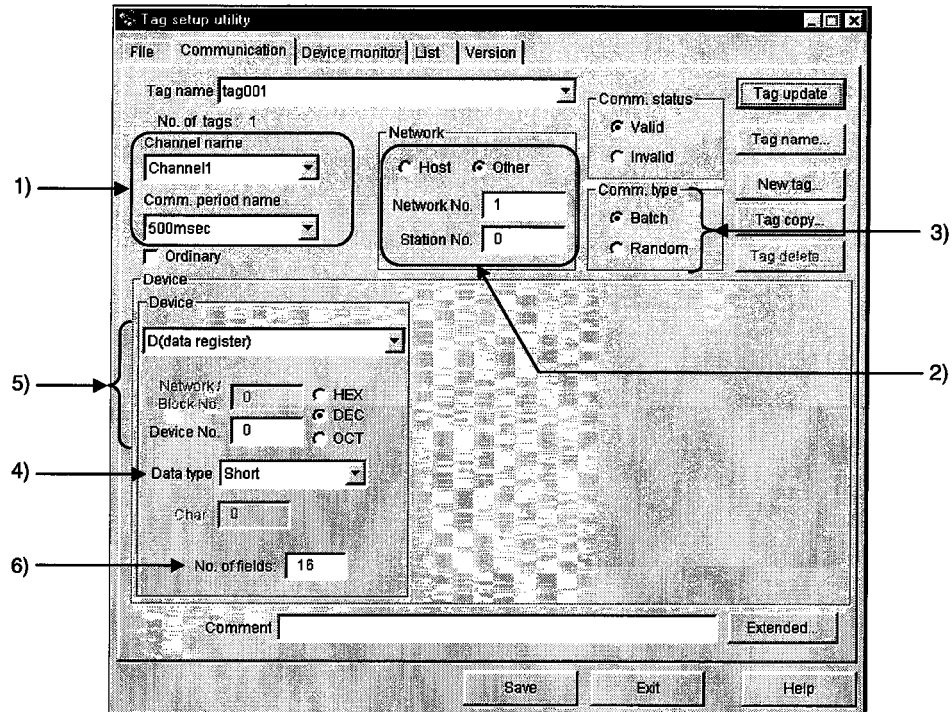 Tag setup utility
File Communication Device monitor List Version
Tag name tag001
No. of tags : 1
Channel name
Channel1
Comm. period name
500msec
Ordinary
Network
Host Other
Network No. 1
Station No. 0
Comm. status
Valid
Invalid
Comm. type
Batch
Random
Tag update
Tag name...
New tag...
Tag copy...
Tag delete...
Device
Device
D(data register)
Network / Block No. 0
Device No. 0
HEX
DEC
OCT
Data type Short
Char 0
No. of fields: 16
Comment
Extended...
Save Exit Help
1)
2)
3)
5)
4)
6)